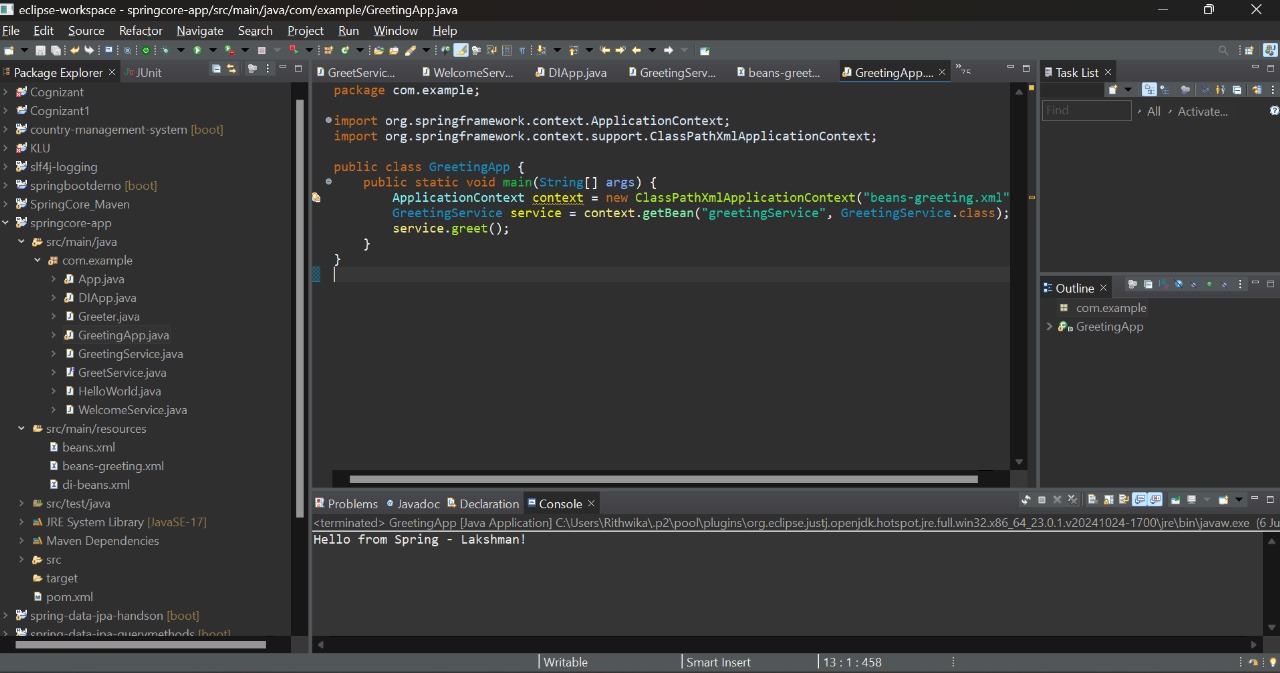 eclipse-workspace - springcore-app/src/main/java/com/example/GreetingApp.java
File Edit Source Refactor Navigate Search Project Run Window Help
Package Explorer
JUnit
Cognizant
Cognizant1
country-management-system [boot]
KLU
slf4j-logging
springbootdemo [boot]
SpringCore_Maven
springcore-app
src/main/java
com.example
App.java
DIApp.java
Greeter.java
GreetingApp.java
GreetingService.java
GreetService.java
HelloWorld.java
WelcomeService.java
src/main/resources
beans.xml
beans-greeting.xml
di-beans.xml
src/test/java
JRE System Library [JavaSE-17]
Maven Dependencies
src
target
pom.xml
spring-data-jpa-handson [boot]
spring-data-jpa-querymethods [boot]
GreetServic... WelcomeServ... DIApp.java GreetingServ... beans-greet... GreetingApp.... »25
package com.example;
import org.springframework.context.ApplicationContext;
import org.springframework.context.support.ClassPathXmlApplicationContext;
public class GreetingApp {
public static void main(String[] args) {
ApplicationContext context = new ClassPathXmlApplicationContext("beans-greeting.xml"
GreetingService service = context.getBean("greetingService", GreetingService.class);
service.greet();
}
}
Task List
Find All Activate...
Outline
com.example
GreetingApp
Problems Javadoc Declaration Console
<terminated> GreetingApp [Java Application] C:\Users\Rithwika\.p2\pool\plugins\org.eclipse.justj.openjdk.hotspot.jre.full.win32.x86_64_23.0.1.v20241024-1700\jre\bin\javaw.exe (6 Ju
Hello from Spring - Lakshman!
Writable Smart Insert 13 : 1 : 458